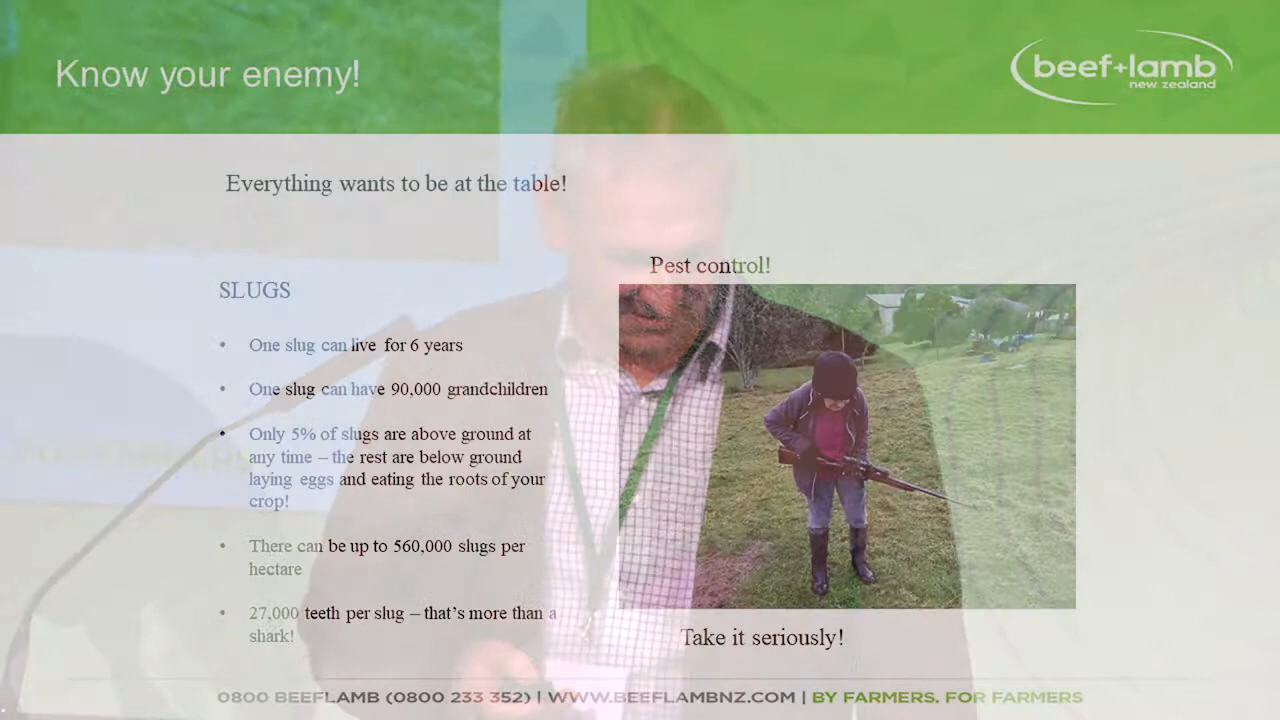 Know your enemy!
beef+lamb
new zealand
Everything wants to be at the table!
SLUGS
• One slug can live for 6 years
• One slug can have 90,000 grandchildren
• Only 5% of slugs are above ground at
any time – the rest are below ground
laying eggs and eating the roots of your
crop!
• There can be up to 560,000 slugs per
hectare
• 27,000 teeth per slug – that's more than a
shark!
Pest control!
Take it seriously!
0800 BEEFLAMB (0800 233 352) | WWW.BEEFLAMBNZ.COM | BY FARMERS. FOR FARMERS